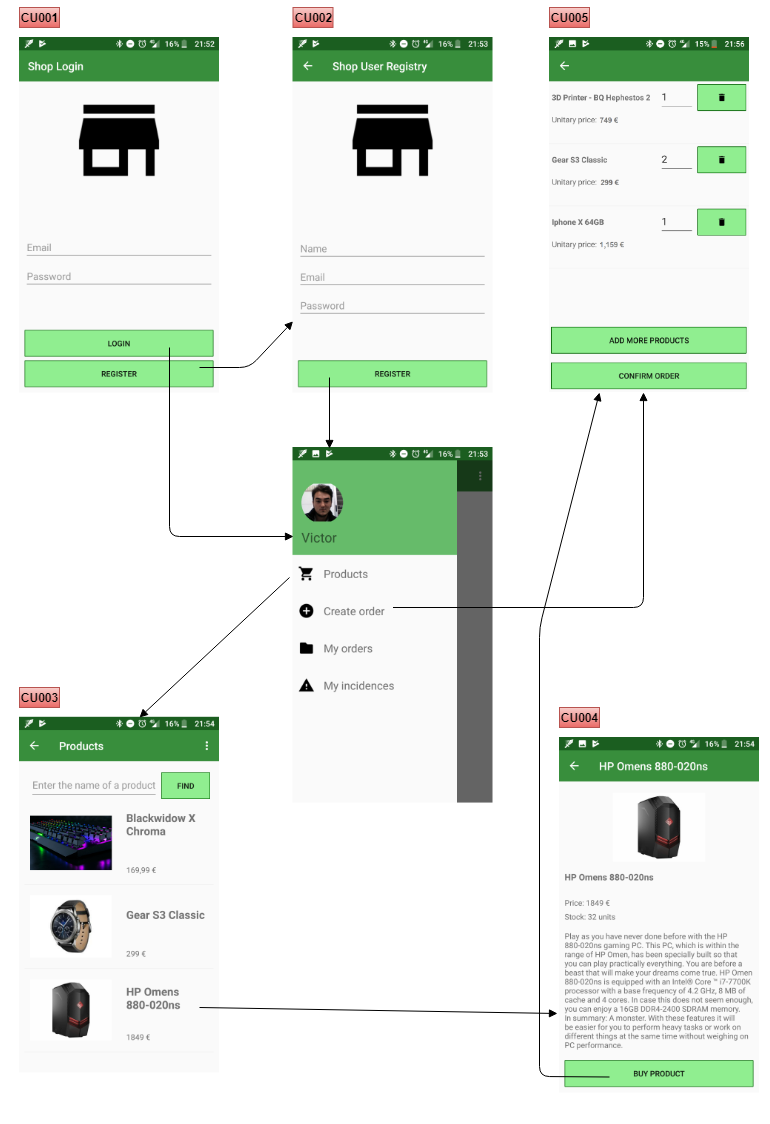 CU001
16% 21:52
Shop Login
Email
Password
LOGIN
REGISTER
CU002
16% 21:53
Shop User Registry
Name
Email
Password
REGISTER
CU005
15% 21:56
3D Printer - BQ Hephestos 2 1
Unitary price: 749 €
Gear S3 Classic 2
Unitary price: 299 €
Iphone X 64GB 1
Unitary price: 1,159 €
ADD MORE PRODUCTS
CONFIRM ORDER
16% 21:53
Victor
Products
Create order
My orders
My incidences
CU003
16% 21:54
Products
Enter the name of a product FIND
Blackwidow X
Chroma
169,99 €
Gear S3 Classic
299 €
HP Omens
880-020ns
1849 €
CU004
16% 21:54
HP Omens 880-020ns
HP Omens 880-020ns
Price: 1849 €
Stock: 32 units
Play as you have never done before with the HP
880-020ns gaming PC. This PC, which is within the
range of HP Omen, has been specially built so that
you can play practically everything. You are before a
beast that will make your dreams come true. HP Omen
880-020ns is equipped with an Intel® Core ™ i7-7700K
processor with a base frequency of 4.2 GHz, 8 MB of
cache and 4 cores. In case this does not seem enough,
you can enjoy a 16GB DDR4-2400 SDRAM memory.
In summary: A monster. With these features it will
be easier for you to perform heavy tasks or work on
different things at the same time without weighing on
PC performance.
BUY PRODUCT